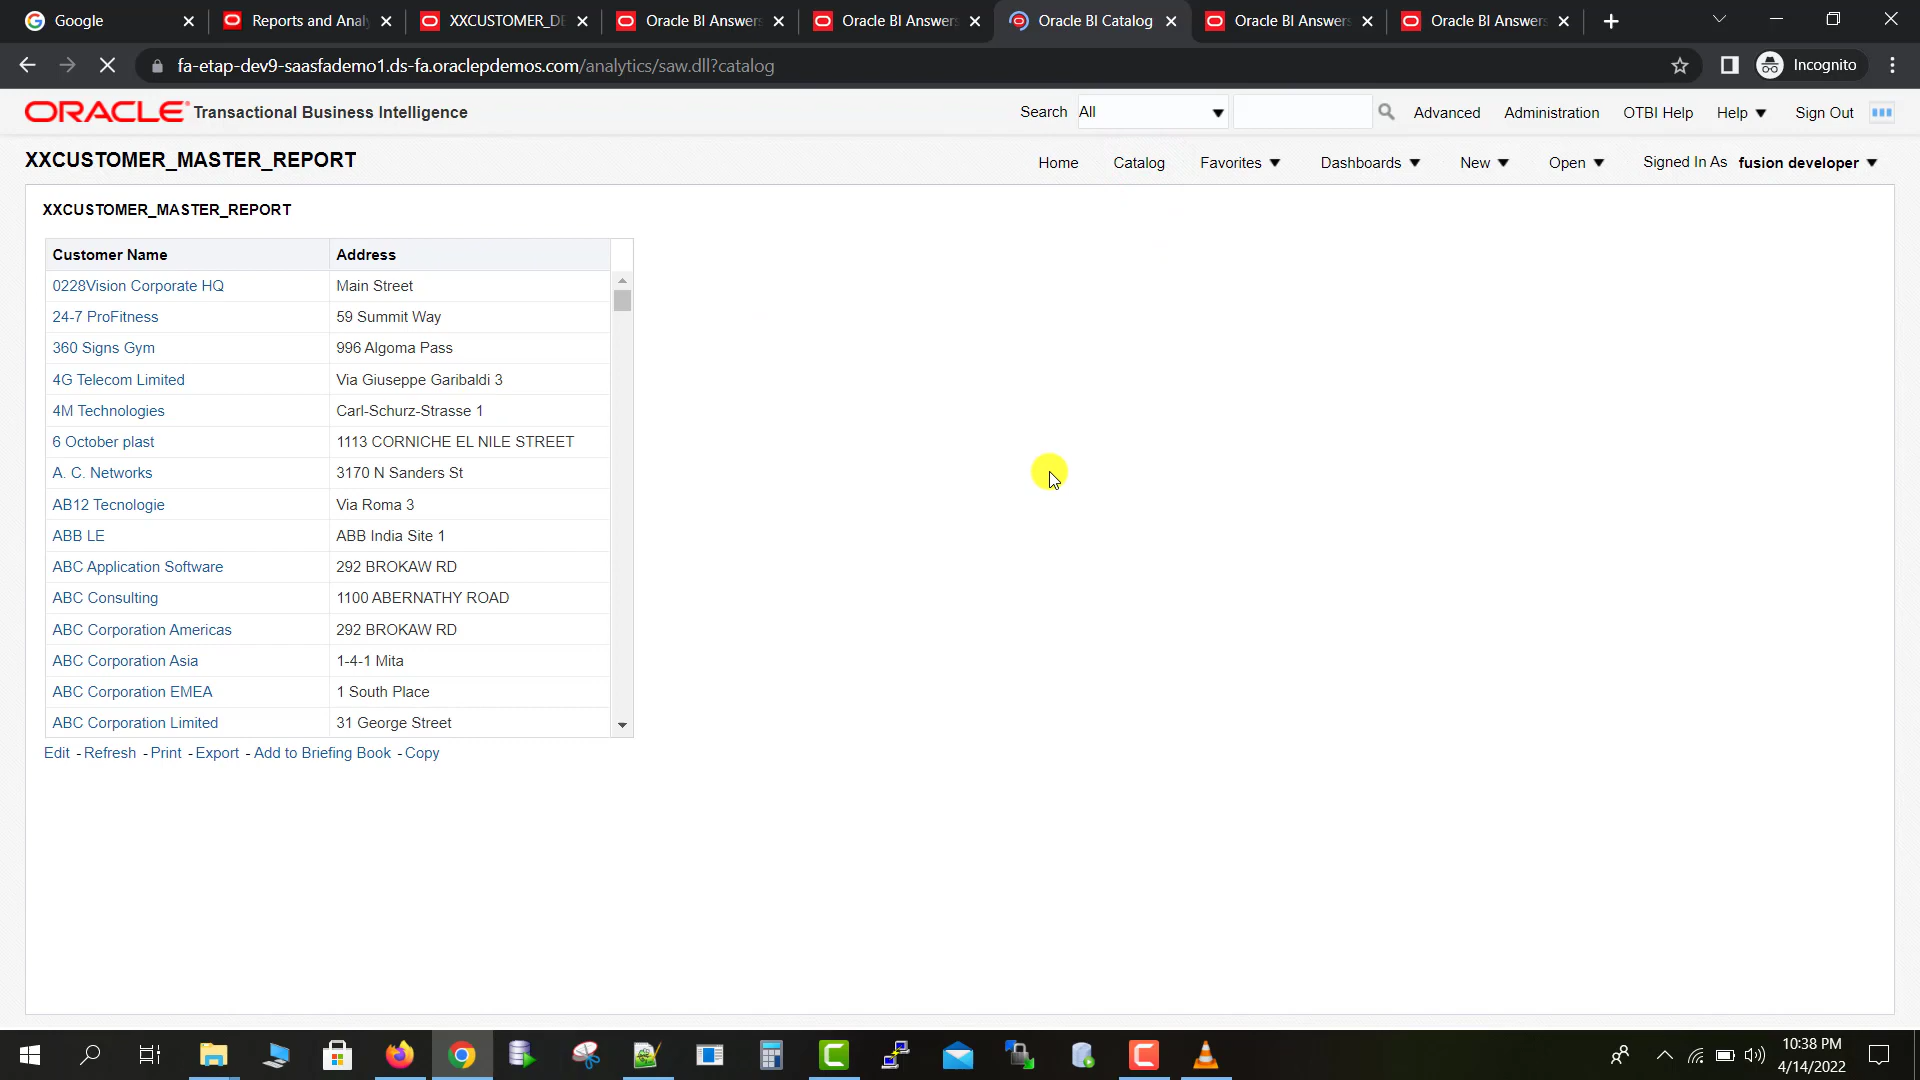 Google
Reports and Analy
XXCUSTOMER_DE
Oracle BI Answers
Oracle BI Answers
Oracle BI Catalog
Oracle BI Answers
Oracle BI Answers
fa-etap-dev9-saasfademo1.ds-fa.oraclepdemos.com/analytics/saw.dll?catalog
Incognito
ORACLE Transactional Business Intelligence
Search All Advanced Administration OTBI Help Help Sign Out
XXCUSTOMER_MASTER_REPORT
Home Catalog Favorites Dashboards New Open Signed In As fusion developer
XXCUSTOMER_MASTER_REPORT
Customer Name Address
0228Vision Corporate HQ Main Street
24-7 ProFitness 59 Summit Way
360 Signs Gym 996 Algoma Pass
4G Telecom Limited Via Giuseppe Garibaldi 3
4M Technologies Carl-Schurz-Strasse 1
6 October plast 1113 CORNICHE EL NILE STREET
A. C. Networks 3170 N Sanders St
AB12 Tecnologie Via Roma 3
ABB LE ABB India Site 1
ABC Application Software 292 BROKAW RD
ABC Consulting 1100 ABERNATHY ROAD
ABC Corporation Americas 292 BROKAW RD
ABC Corporation Asia 1-4-1 Mita
ABC Corporation EMEA 1 South Place
ABC Corporation Limited 31 George Street
Edit - Refresh - Print - Export - Add to Briefing Book - Copy
10:38 PM
4/14/2022